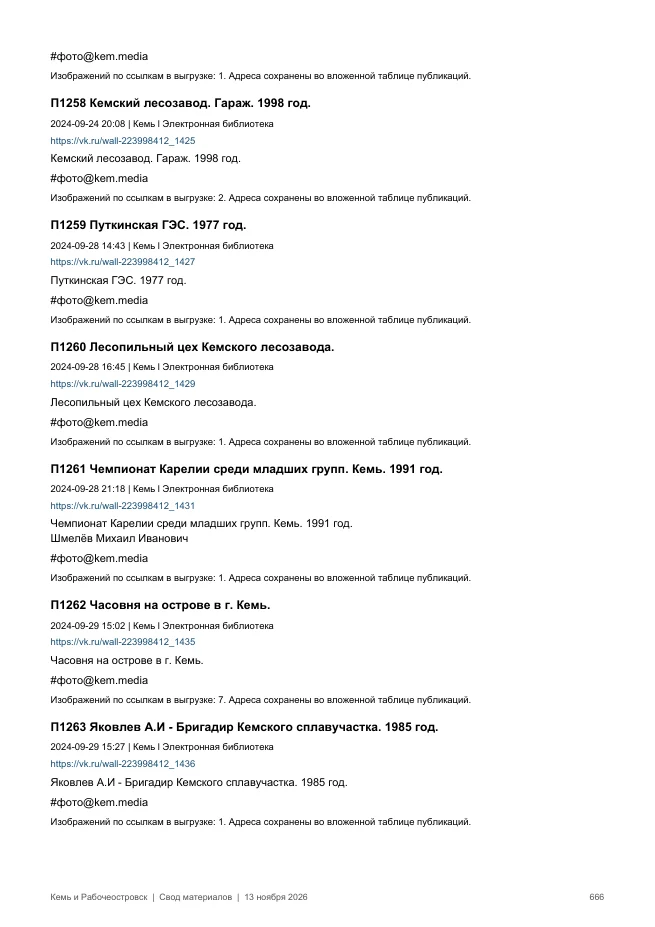 #фото@kem.media
Изображений по ссылкам в выгрузке: 1. Адреса сохранены во вложенной таблице публикаций.
П1258 Кемский лесозавод. Гараж. 1998 год.
2024-09-24 20:08 | Кемь I Электронная библиотека
https://vk.ru/wall-223998412_1425
Кемский лесозавод. Гараж. 1998 год.
#фото@kem.media
Изображений по ссылкам в выгрузке: 2. Адреса сохранены во вложенной таблице публикаций.
П1259 Путкинская ГЭС. 1977 год.
2024-09-28 14:43 | Кемь I Электронная библиотека
https://vk.ru/wall-223998412_1427
Путкинская ГЭС. 1977 год.
#фото@kem.media
Изображений по ссылкам в выгрузке: 1. Адреса сохранены во вложенной таблице публикаций.
П1260 Лесопильный цех Кемского лесозавода.
2024-09-28 16:45 | Кемь I Электронная библиотека
https://vk.ru/wall-223998412_1429
Лесопильный цех Кемского лесозавода.
#фото@kem.media
Изображений по ссылкам в выгрузке: 1. Адреса сохранены во вложенной таблице публикаций.
П1261 Чемпионат Карелии среди младших групп. Кемь. 1991 год.
2024-09-28 21:18 | Кемь I Электронная библиотека
https://vk.ru/wall-223998412_1431
Чемпионат Карелии среди младших групп. Кемь. 1991 год.
Шмелёв Михаил Иванович
#фото@kem.media
Изображений по ссылкам в выгрузке: 1. Адреса сохранены во вложенной таблице публикаций.
П1262 Часовня на острове в г. Кемь.
2024-09-29 15:02 | Кемь I Электронная библиотека
https://vk.ru/wall-223998412_1435
Часовня на острове в г. Кемь.
#фото@kem.media
Изображений по ссылкам в выгрузке: 7. Адреса сохранены во вложенной таблице публикаций.
П1263 Яковлев А.И - Бригадир Кемского сплавучастка. 1985 год.
2024-09-29 15:27 | Кемь I Электронная библиотека
https://vk.ru/wall-223998412_1436
Яковлев А.И - Бригадир Кемского сплавучастка. 1985 год.
#фото@kem.media
Изображений по ссылкам в выгрузке: 1. Адреса сохранены во вложенной таблице публикаций.
Кемь и Рабочеостровск | Свод материалов | 13 ноября 2026 666